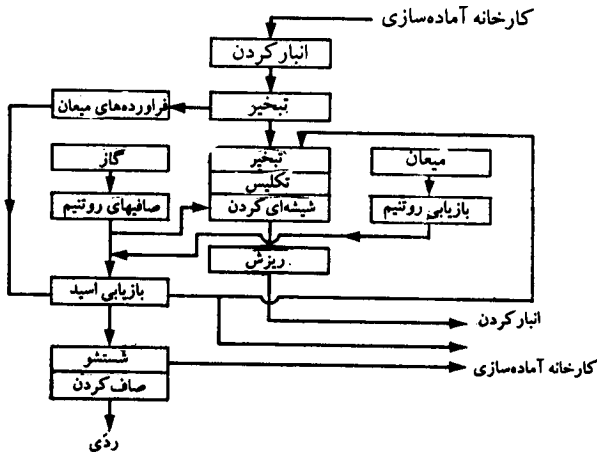 کارخانه آماده‌سازی
انبار کردن
تبخیر
فراورده‌های میعان
تبخیر
تکلیس
شیشه‌ای کردن
گاز
صافیهای روتنیم
میعان
بازیابی روتنیم
ریزش
بازیابی اسید
انبار کردن
کارخانه آماده‌سازی
شستشو
صاف کردن
ردّی